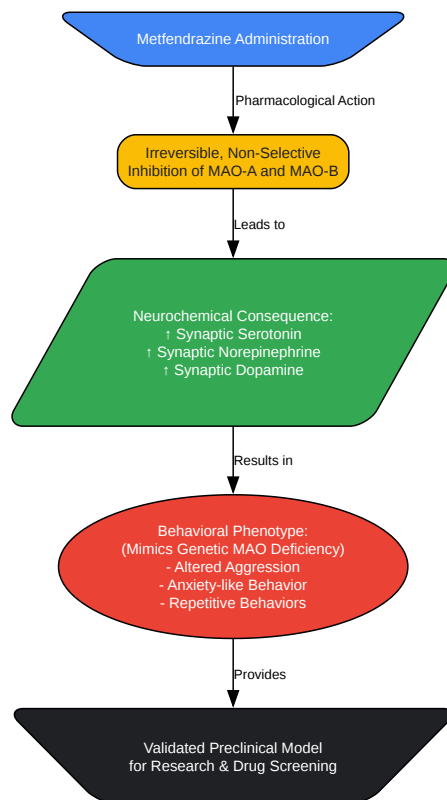 Metfendrazine Administration
Pharmacological Action
Irreversible, Non-Selective
Inhibition of MAO-A and MAO-B
Leads to
Neurochemical Consequence:
↑ Synaptic Serotonin
↑ Synaptic Norepinephrine
↑ Synaptic Dopamine
Results in
Behavioral Phenotype:
(Mimics Genetic MAO Deficiency)
- Altered Aggression
- Anxiety-like Behavior
- Repetitive Behaviors
Provides
Validated Preclinical Model
for Research & Drug Screening